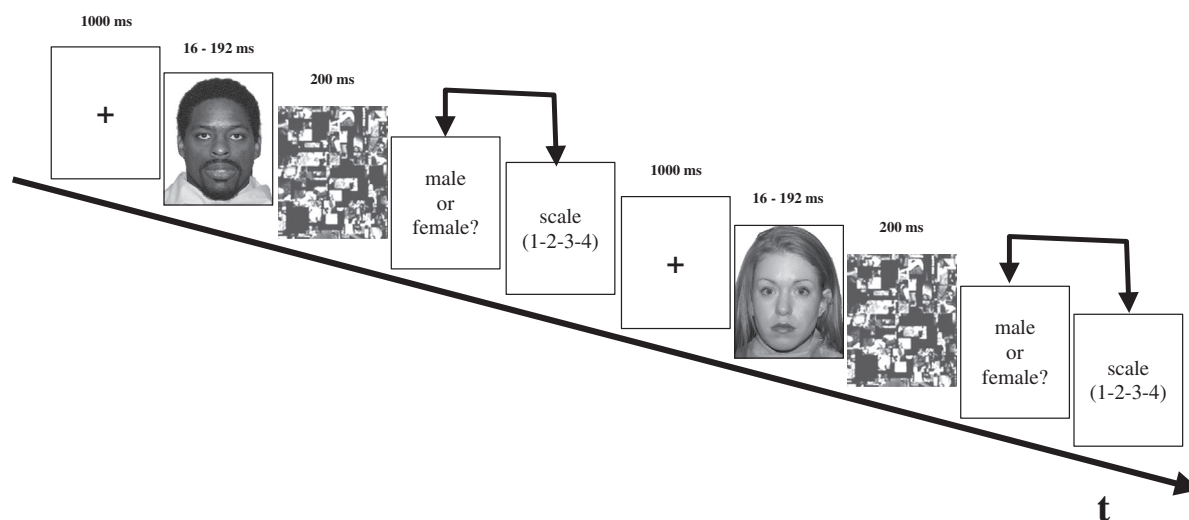 1000 ms
+
16 - 192 ms
200 ms
male
or
female?
scale
(1-2-3-4)
1000 ms
+
16 - 192 ms
200 ms
male
or
female?
scale
(1-2-3-4)
t